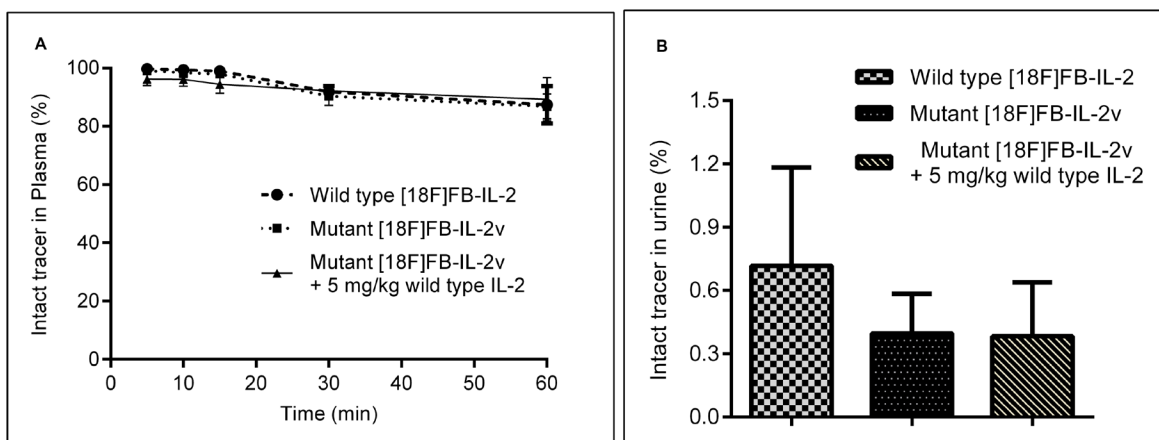 A
Intact tracer in Plasma (%)
100
80
60
40
20
0
Wild type [18F]FB-IL-2
Mutant [18F]FB-IL-2v
Mutant [18F]FB-IL-2v
+ 5 mg/kg wild type IL-2
0 10 20 30 40 50 60
Time (min)
B
Intact tracer in urine (%)
1.5
1.2
0.9
0.6
0.3
0.0
Wild type [18F]FB-IL-2
Mutant [18F]FB-IL-2v
Mutant [18F]FB-IL-2v
+ 5 mg/kg wild type IL-2